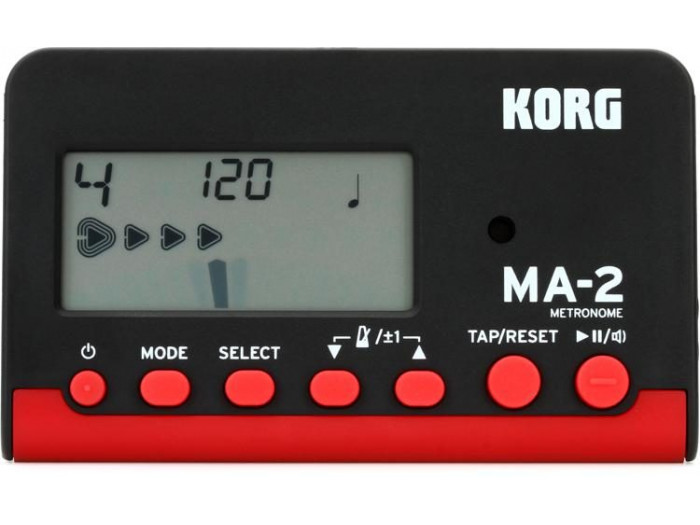 KORG
4 120
MA-2
METRONOME
MODE SELECT /±1 TAP/RESET